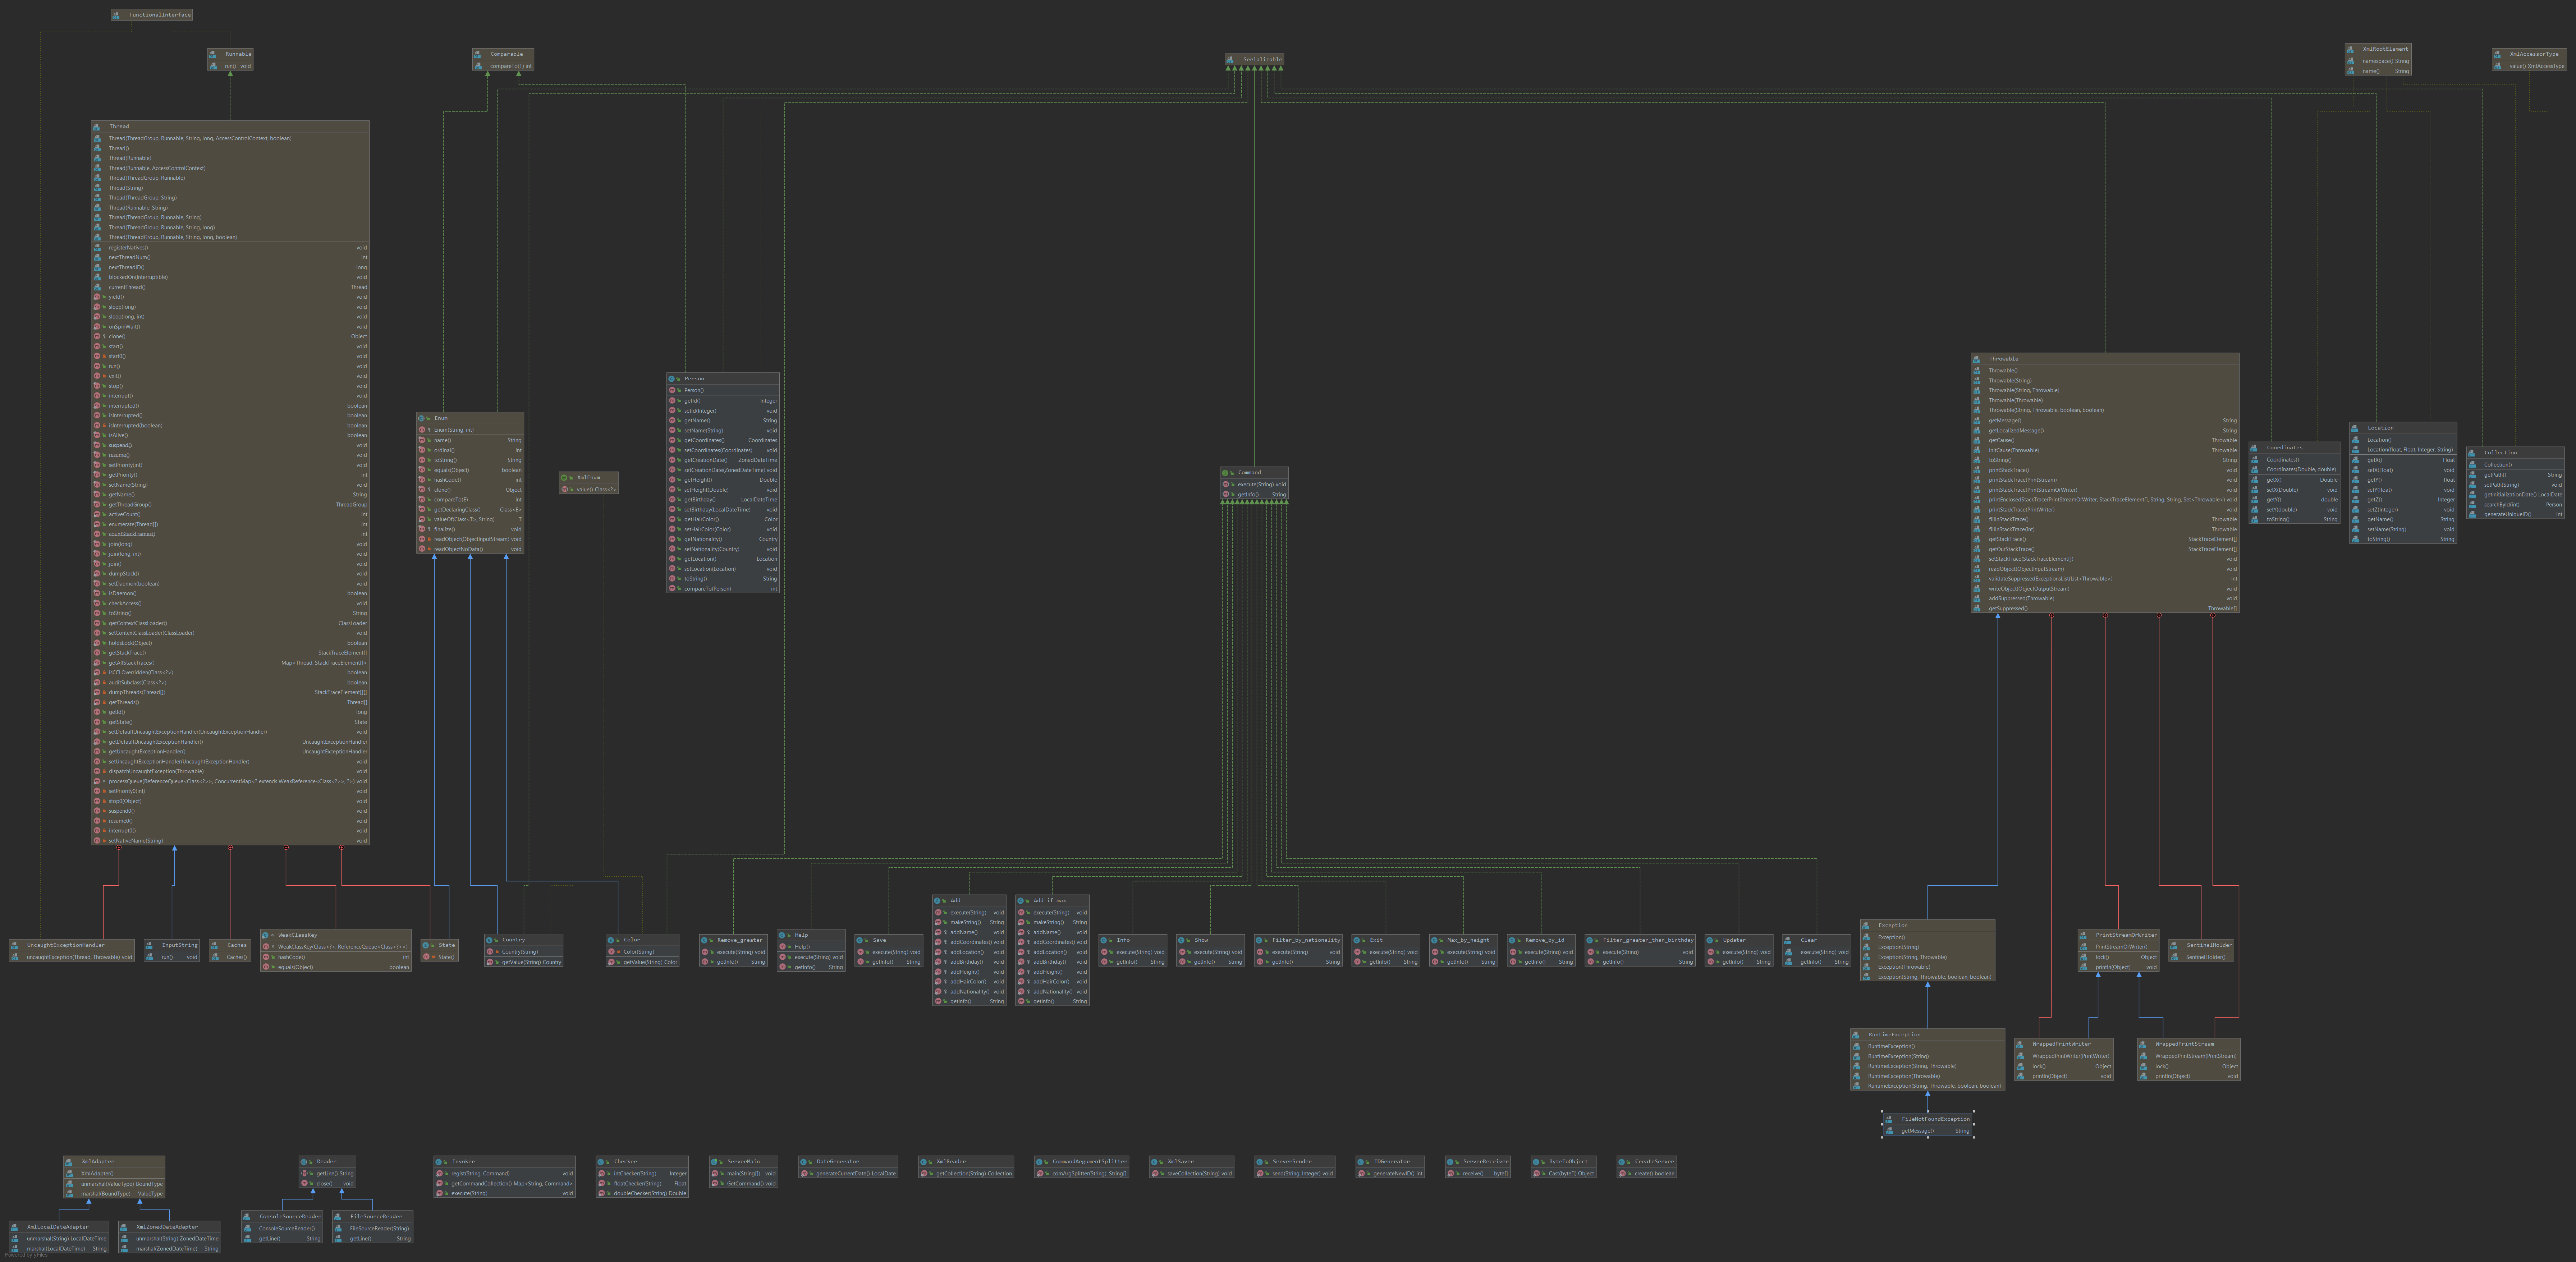 FunctionalInterface
Runnable
run() void
Comparable
compareTo(T) int
Serializable
XmlRootElement
namespace() String
name() String
XmlAccessorType
value() XmlAccessType
Thread
Thread(ThreadGroup, Runnable, String, long, AccessControlContext, boolean)
Thread()
Thread(Runnable)
Thread(Runnable, AccessControlContext)
Thread(ThreadGroup, Runnable)
Thread(String)
Thread(ThreadGroup, String)
Thread(Runnable, String)
Thread(ThreadGroup, Runnable, String)
Thread(ThreadGroup, Runnable, String, long)
Thread(ThreadGroup, Runnable, String, long, boolean)
registerNatives() void
nextThreadNum() int
nextThreadID() long
blockedOn(Interruptible) void
currentThread() Thread
yield() void
sleep(long) void
sleep(long, int) void
onSpinWait() void
clone() Object
start() void
start0() void
run() void
exit() void
stop() void
interrupt() void
interrupted() boolean
isInterrupted() boolean
isInterrupted(boolean) boolean
isAlive() boolean
suspend() void
resume() void
setPriority(int) void
getPriority() int
setName(String) void
getName() String
getThreadGroup() ThreadGroup
activeCount() int
enumerate(Thread[]) int
countStackFrames() int
join(long) void
join(long, int) void
join() void
dumpStack() void
setDaemon(boolean) void
isDaemon() boolean
checkAccess() void
toString() String
getContextClassLoader() ClassLoader
setContextClassLoader(ClassLoader) void
holdsLock(Object) boolean
getStackTrace() StackTraceElement[]
getAllStackTraces() Map<Thread, StackTraceElement[]>
isCCLOverridden(Class<?>) boolean
auditSubclass(Class<?>) boolean
dumpThreads(Thread[]) StackTraceElement[][]
getThreads() Thread[]
getId() long
getState() State
setDefaultUncaughtExceptionHandler(UncaughtExceptionHandler) void
getDefaultUncaughtExceptionHandler() UncaughtExceptionHandler
getUncaughtExceptionHandler() UncaughtExceptionHandler
setUncaughtExceptionHandler(UncaughtExceptionHandler) void
dispatchUncaughtException(Throwable) void
processQueue(ReferenceQueue<Class<?>>, ConcurrentMap<? extends WeakReference<Class<?>>, ?>) void
setPriority0(int) void
stop0(Object) void
suspend0() void
resume0() void
interrupt0() void
setNativeName(String) void
Enum
Enum(String, int)
name() String
ordinal() int
toString() String
equals(Object) boolean
hashCode() int
clone() Object
compareTo(E) int
getDeclaringClass() Class<E>
valueOf(Class<T>, String) T
finalize() void
readObject(ObjectInputStream) void
readObjectNoData() void
XmlEnum
value() Class<?>
Person
Person()
getId() Integer
setId(Integer) void
getName() String
setName(String) void
getCoordinates() Coordinates
setCoordinates(Coordinates) void
getCreationDate() ZonedDateTime
setCreationDate(ZonedDateTime) void
getHeight() Double
setHeight(Double) void
getBirthday() LocalDateTime
setBirthday(LocalDateTime) void
getHairColor() Color
setHairColor(Color) void
getNationality() Country
setNationality(Country) void
getLocation() Location
setLocation(Location) void
toString() String
compareTo(Person) int
Command
execute(String) void
getInfo() String
Throwable
Throwable()
Throwable(String)
Throwable(String, Throwable)
Throwable(Throwable)
Throwable(String, Throwable, boolean, boolean)
getMessage() String
getLocalizedMessage() String
getCause() Throwable
initCause(Throwable) Throwable
toString() String
printStackTrace() void
printStackTrace(PrintStream) void
printStackTrace(PrintStreamOrWriter) void
printEnclosedStackTrace(PrintStreamOrWriter, StackTraceElement[], String, String, Set<Throwable>) void
printStackTrace(PrintWriter) void
fillInStackTrace() Throwable
fillInStackTrace(int) Throwable
getStackTrace() StackTraceElement[]
getOurStackTrace() StackTraceElement[]
setStackTrace(StackTraceElement[]) void
readObject(ObjectInputStream) void
validateSuppressedExceptionsList(List<Throwable>) int
writeObject(ObjectOutputStream) void
addSuppressed(Throwable) void
getSuppressed() Throwable[]
Coordinates
Coordinates()
Coordinates(Double, double)
getX() Double
setX(Double) void
getY() double
setY(double) void
toString() String
Location
Location()
Location(float, Float, Integer, String)
getX() Float
setX(float) void
getY() float
setY(float) void
getZ() Integer
setZ(Integer) void
getName() String
setName(String) void
toString() String
Collection
Collection()
getPath() String
setPath(String) void
getInitializationDate() LocalDate
searchById(int) Person
generateUniqueID() int
UncaughtExceptionHandler
uncaughtException(Thread, Throwable) void
InputString
run() void
Caches
Caches()
WeakClassKey
WeakClassKey(Class<?>, ReferenceQueue<Class<?>>)
hashCode() int
equals(Object) boolean
State
State()
Country
Country(String)
getValue(String) Country
Color
Color(String)
getValue(String) Color
Remove_greater
execute(String) void
getInfo() String
Help
Help()
execute(String) void
getInfo() String
Save
execute(String) void
getInfo() String
Add
execute(String) void
makeString() String
addName() void
addCoordinates() void
addLocation() void
addBirthday() void
addHeight() void
addHairColor() void
addNationality() void
getInfo() String
Add_if_max
execute(String) void
makeString() String
addName() void
addCoordinates() void
addLocation() void
addBirthday() void
addHeight() void
addHairColor() void
addNationality() void
getInfo() String
Info
execute(String) void
getInfo() String
Show
execute(String) void
getInfo() String
Filter_by_nationality
execute(String) void
getInfo() String
Exit
execute(String) void
getInfo() String
Max_by_height
execute(String) void
getInfo() String
Remove_by_id
execute(String) void
getInfo() String
Filter_greater_than_birthday
execute(String) void
getInfo() String
Updater
execute(String) void
getInfo() String
Clear
execute(String) void
getInfo() String
Exception
Exception()
Exception(String)
Exception(String, Throwable)
Exception(Throwable)
Exception(String, Throwable, boolean, boolean)
PrintStreamOrWriter
PrintStreamOrWriter()
lock() Object
println(Object) void
SentinelHolder
SentinelHolder()
RuntimeException
RuntimeException()
RuntimeException(String)
RuntimeException(String, Throwable)
RuntimeException(Throwable)
RuntimeException(String, Throwable, boolean, boolean)
WrappedPrintWriter
WrappedPrintWriter(PrintWriter)
lock() Object
println(Object) void
WrappedPrintStream
WrappedPrintStream(PrintStream)
lock() Object
println(Object) void
FileNotFoundException
getMessage() String
XmlAdapter
XmlAdapter()
unmarshal(ValueType) BoundType
marshal(BoundType) ValueType
Reader
getLine() String
close() void
Invoker
regist(String, Command) void
getCommandCollection() Map<String, Command>
execute(String) void
Checker
intChecker(String) Integer
floatChecker(String) Float
doubleChecker(String) Double
ServerMain
main(String[]) void
GetCommand() void
DateGenerator
generateCurrentDate() LocalDate
XmlReader
getCollection(String) Collection
CommandArgumentSplitter
comArgSplitter(String) String[]
XmlSaver
saveCollection(String) void
ServerSender
send(String, Integer) void
IDGenerator
generateNewID() int
ServerReceiver
receive() byte[]
ByteToObject
Cast(byte[]) Object
CreateServer
create() boolean
XmlLocalDateAdapter
unmarshal(String) LocalDateTime
marshal(LocalDateTime) String
XmlZonedDateAdapter
unmarshal(String) ZonedDateTime
marshal(ZonedDateTime) String
ConsoleSourceReader
ConsoleSourceReader()
getLine() String
FileSourceReader
FileSourceReader(String)
getLine() String
Powered by yFiles